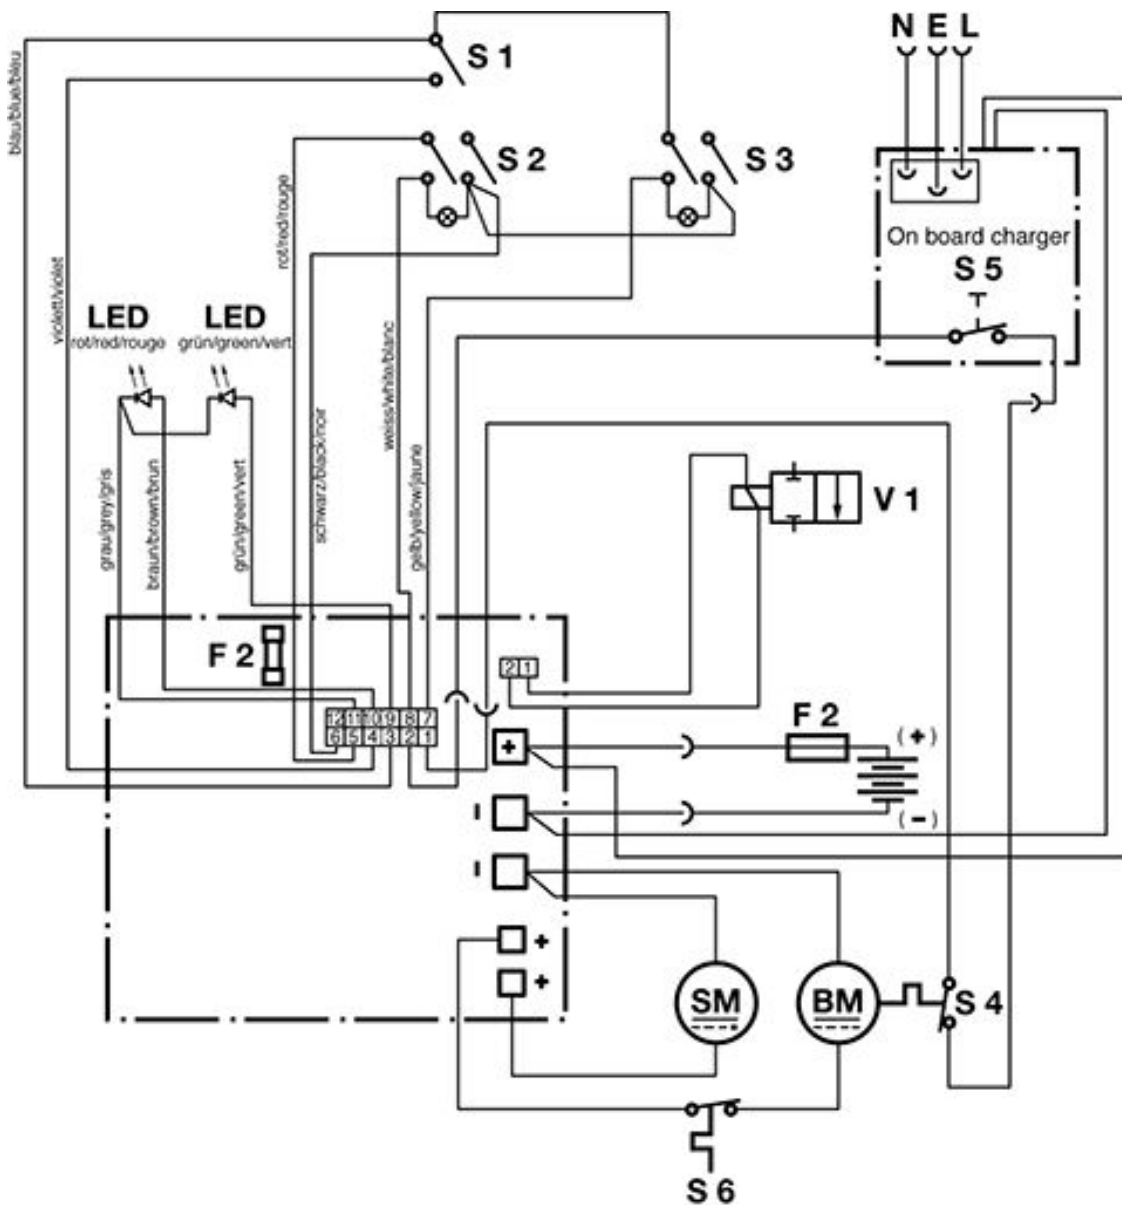 N E L
S 1
blau/blue/bleu
S 2
S 3
rot/red/rouge
On board charger
S 5
violett/violet
LED
rot/red/rouge
LED
grün/green/vert
weiss/white/blanc
schwarz/black/noir
gelb/yellow/jaune
grau/grey/gris
braun/brown/brun
grün/green/vert
V 1
F 2
2 1
12 11 10 9 8 7
6 5 4 3 2 1
+
F 2
(+)
-
(-)
-
+
+
SM
BM
S 4
S 6